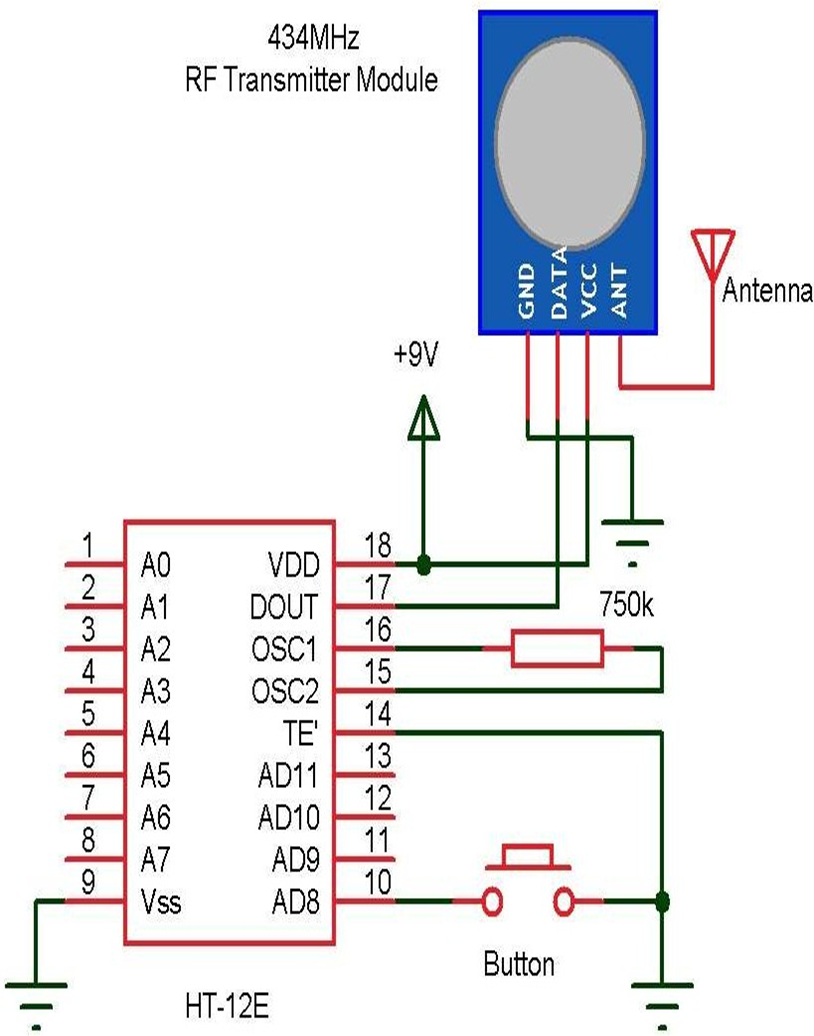 434MHz
RF Transmitter Module
GND
DATA
VCC
ANT
Antenna
+9V
1
A0
VDD
18
2
A1
DOUT
17
750k
3
A2
OSC1
16
4
A3
OSC2
15
5
A4
TE'
14
6
A5
AD11
13
7
A6
AD10
12
8
A7
AD9
11
9
Vss
AD8
10
Button
HT-12E